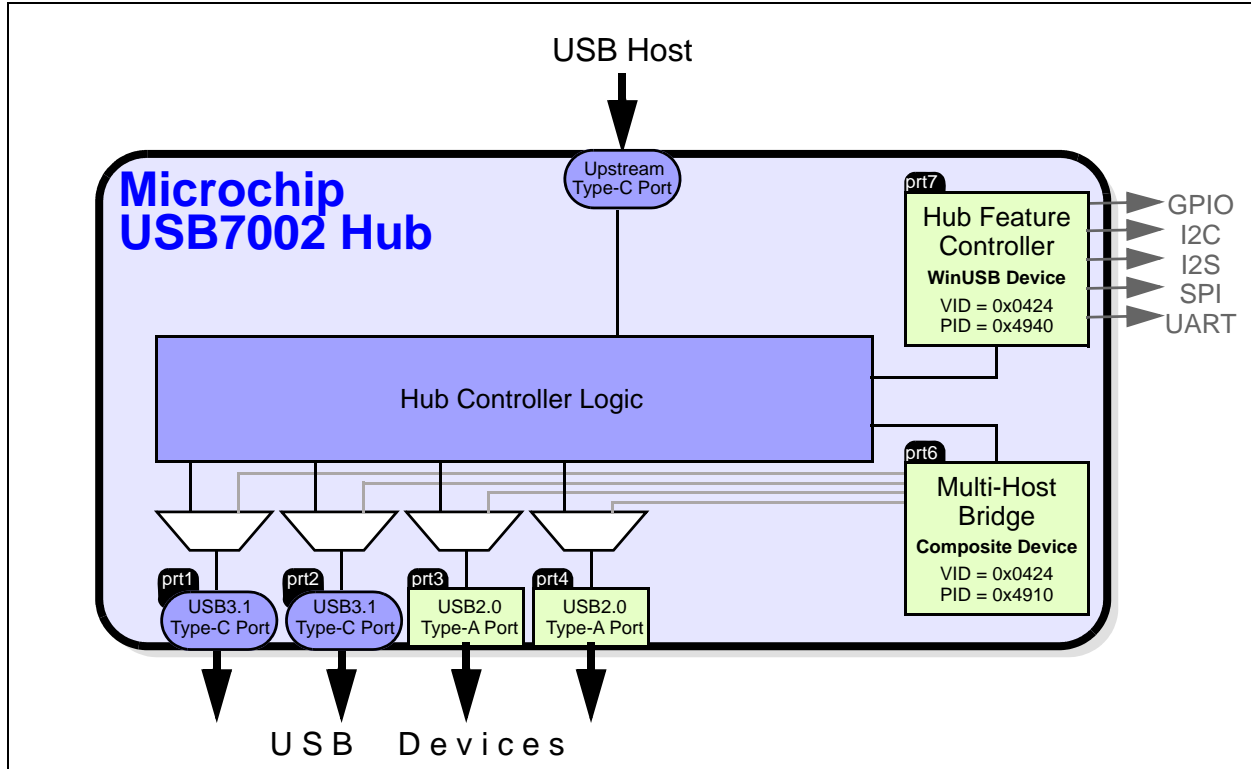 USB Host
Microchip
USB7002 Hub
Upstream
Type-C Port
prt7
Hub Feature
Controller
WinUSB Device
VID = 0x0424
PID = 0x4940
GPIO
I2C
I2S
SPI
UART
Hub Controller Logic
prt6
Multi-Host
Bridge
Composite Device
VID = 0x0424
PID = 0x4910
prt1
USB3.1
Type-C Port
prt2
USB3.1
Type-C Port
prt3
USB2.0
Type-A Port
prt4
USB2.0
Type-A Port
USB Devices